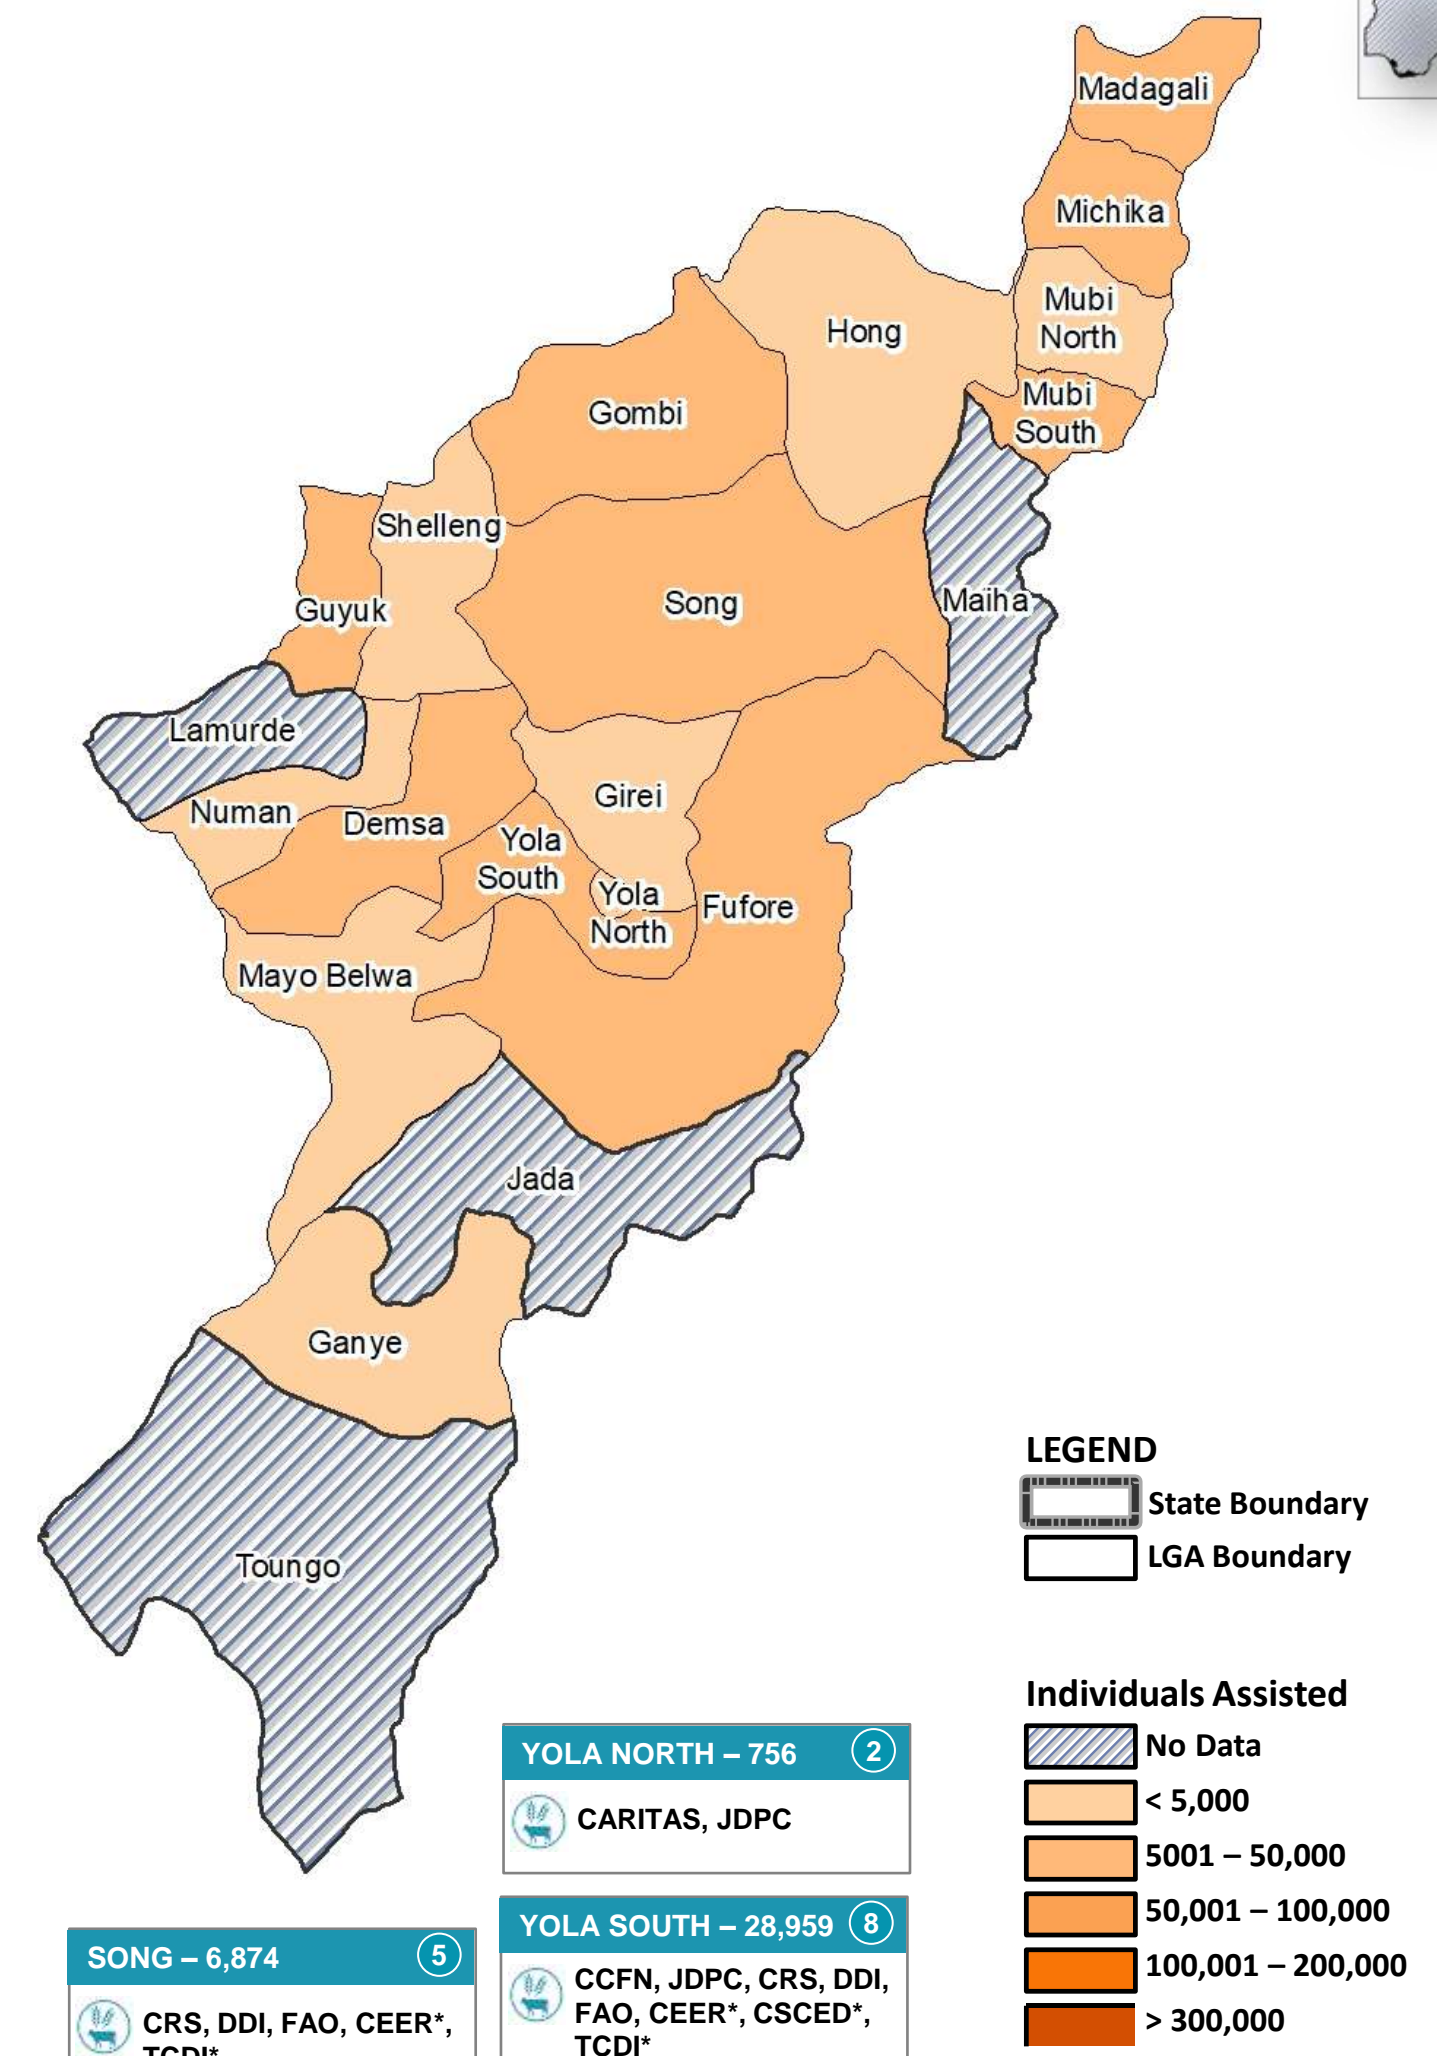 Madagali
Michika
Mubi
North
Hong
Mubi
South
Gombi
Shelleng
Guyuk
Song
Maiha
Lamurde
Numan
Demsa
Girei
Yola
South
Yola
North
Fufore
Mayo Belwa
Jada
Ganye
Toungo
LEGEND
State Boundary
LGA Boundary
Individuals Assisted
No Data
< 5,000
5001 – 50,000
50,001 – 100,000
100,001 – 200,000
> 300,000
YOLA NORTH – 756 2
CARITAS, JDPC
YOLA SOUTH – 28,959 8
CCFN, JDPC, CRS, DDI,
FAO, CEER*, CSCED*,
TCDI*
SONG – 6,874 5
CRS, DDI, FAO, CEER*,
TCDI*